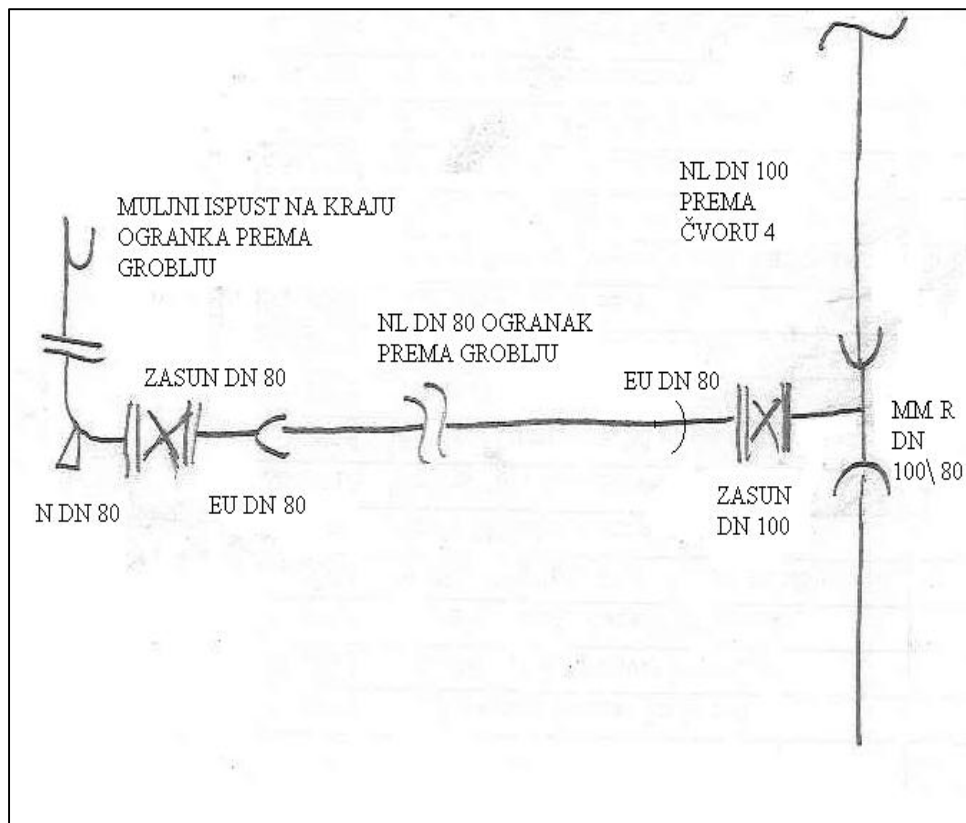 NL DN 100
PREMA
ČVORU 4
MULJNI ISPUST NA KRAJU
OGRANKA PREMA
GROBLJU
NL DN 80 OGRANAK
PREMA GROBLJU
ZASUN DN 80
EU DN 80
MM R
DN
100\ 80
N DN 80
EU DN 80
ZASUN
DN 100